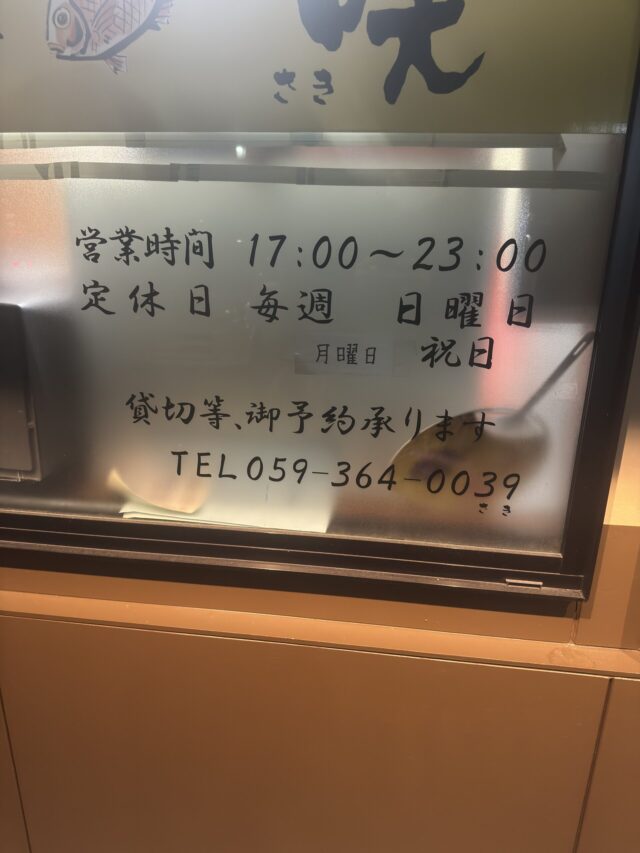 咲
さき
営業時間 17:00～23:00
定休日 毎週 日曜日
月曜日 祝日
貸切等、御予約承ります
TEL059-364-0039
さき